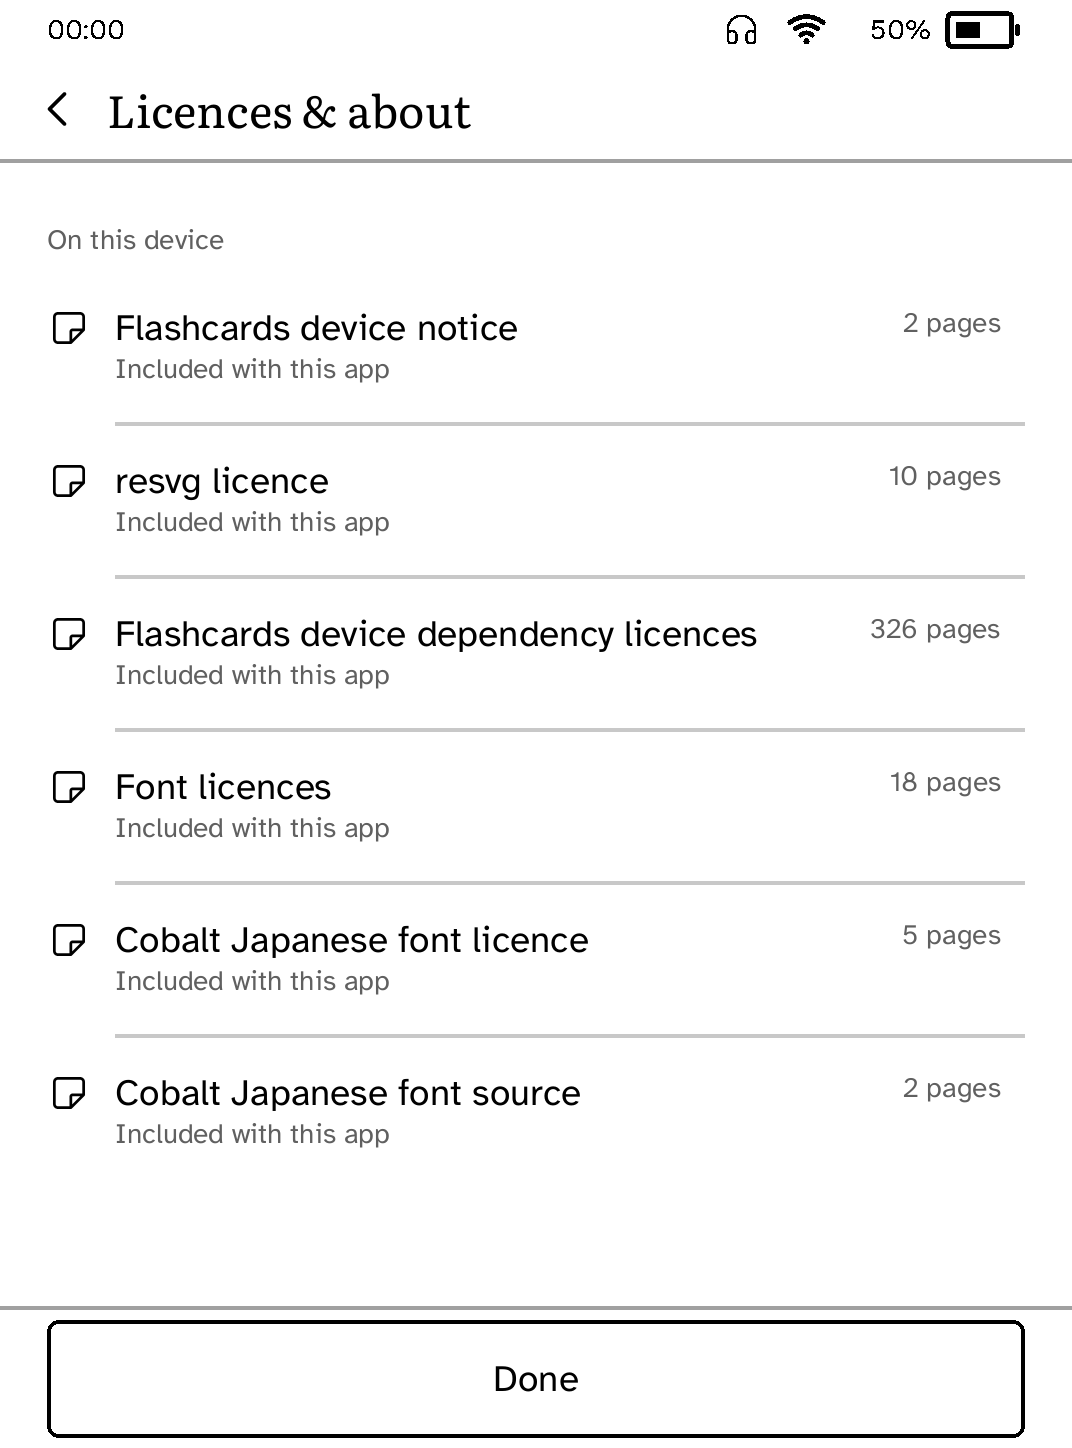 00:00
50%
Licences & about
On this device
Flashcards device notice
2 pages
Included with this app
resvg licence
10 pages
Included with this app
Flashcards device dependency licences
326 pages
Included with this app
Font licences
18 pages
Included with this app
Cobalt Japanese font licence
5 pages
Included with this app
Cobalt Japanese font source
2 pages
Included with this app
Done